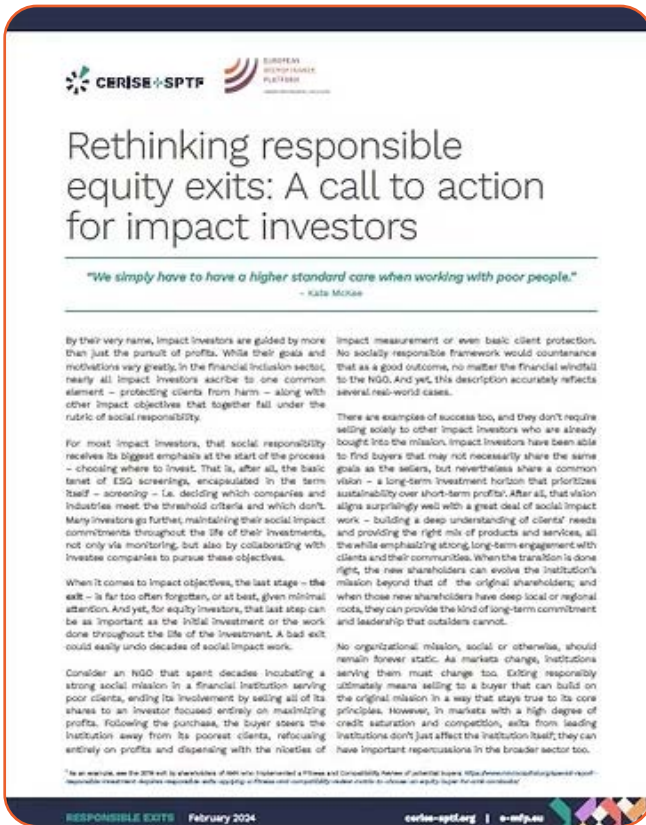 CERISE+SPTF
EUROPEAN
MICROFINANCE
PLATFORM
Rethinking responsible
equity exits: A call to action
for impact investors
"We simply have to have a higher standard care when working with poor people."
– Kate McKee
By their very name, impact investors are guided by more
than just the pursuit of profits. While their goals and
motivations vary greatly, in the financial inclusion sector,
nearly all impact investors ascribe to one common
element – protecting clients from harm – along with
other impact objectives that together fall under the
rubric of social responsibility.
For most impact investors, that social responsibility
receives its biggest emphasis at the start of the process
– choosing where to invest. That is, after all, the basic
tenet of ESG screenings, encapsulated in the term
itself – screening – i.e. deciding which companies and
industries meet the threshold criteria and which don't.
Many investors go further, maintaining their social impact
commitments throughout the life of their investments,
not only via monitoring, but also by collaborating with
investee companies to pursue these objectives.
When it comes to impact objectives, the last stage – the
exit – is far too often forgotten, or at best, given minimal
attention. And yet, for equity investors, that last step can
be as important as the initial investment or the work
done throughout the life of the investment. A bad exit
could easily undo decades of social impact work.
Consider an NGO that spent decades incubating a
strong social mission in a financial institution serving
poor clients, ending its involvement by selling all of its
shares to an investor focused entirely on maximizing
profits. Following the purchase, the buyer steers the
institution away from its poorest clients, refocusing
entirely on profits and dispensing with the niceties of
impact measurement or even basic client protection.
No socially responsible framework would countenance
that as a good outcome, no matter the financial windfall
to the NGO. And yet, this description accurately reflects
several real-world cases.
There are examples of success too, and they don't require
selling solely to other impact investors who are already
bought into the mission. Impact investors have been able
to find buyers that may not necessarily share the same
goals as the sellers, but nevertheless share a common
vision – a long-term investment horizon that prioritizes
sustainability over short-term profits¹. After all, that vision
aligns surprisingly well with a great deal of social impact
work – building a deep understanding of clients' needs
and providing the right mix of products and services, all
the while emphasizing strong, long-term engagement with
clients and their communities. When the transition is done
right, the new shareholders can evolve the institution's
mission beyond that of the original shareholders; and
when those new shareholders have deep local or regional
roots, they can provide the kind of long-term commitment
and leadership that outsiders cannot.
No organizational mission, social or otherwise, should
remain forever static. As markets change, institutions
serving them must change too. Exiting responsibly
ultimately means selling to a buyer that can build on
the original mission in a way that stays true to its core
principles. However, in markets with a high degree of
credit saturation and competition, exits from leading
institutions don't just affect the institution itself; they can
have important repercussions in the broader sector too.
¹ As an example, see the exit by shareholders of who implemented a Fitness and Compatibility Review of potential buyers:
RESPONSIBLE EXITS February 2024
cerise-sptf.org | e-mfp.eu